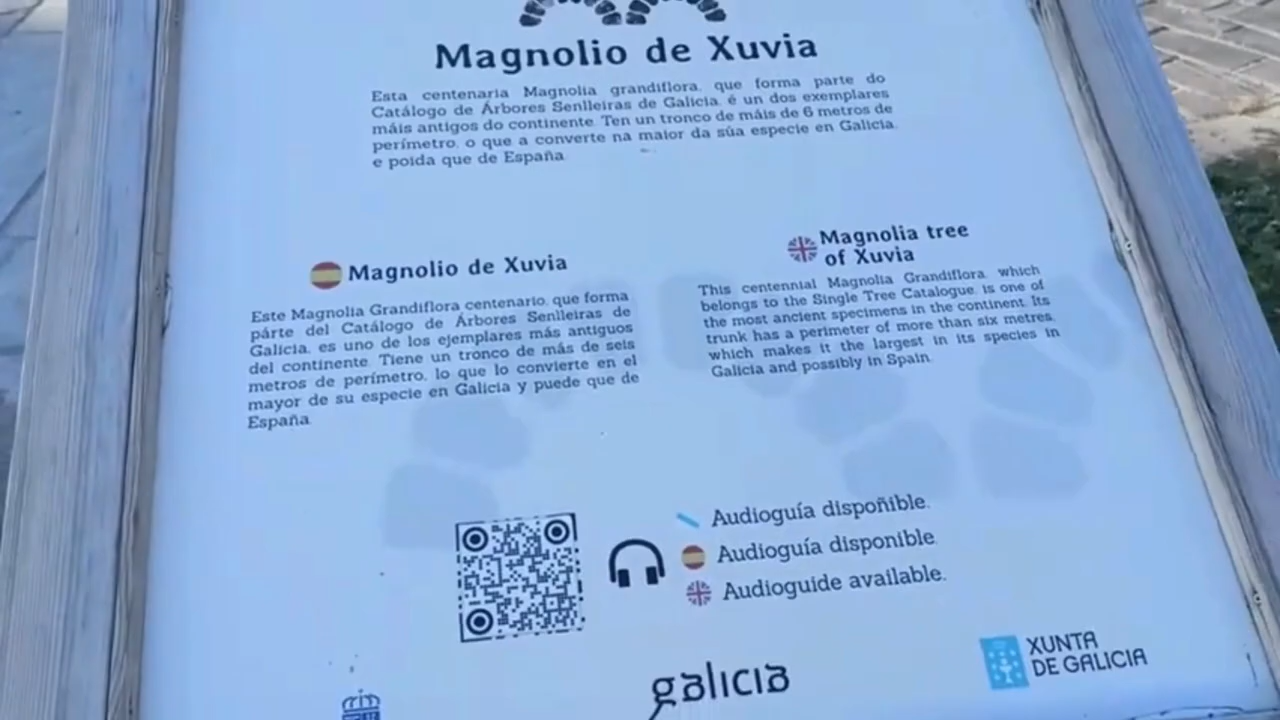 Magnolio de Xuvia
Esta centenaria Magnolia grandiflora, que forma parte do
Catálogo de Árbores Senlleiras de Galicia, é un dos exemplares
máis antigos do continente. Ten un tronco de máis de 6 metros de
perímetro, o que a converte na maior da súa especie en Galicia,
e poida que de España.
Magnolio de Xuvia
Este Magnolia Grandiflora centenario, que forma
párte del Catálogo de Árbores Senlleiras de
Galicia, es uno de los ejemplares más antiguos
del continente. Tiene un tronco de más de seis
metros de perímetro, lo que lo convierte en el
mayor de su especie en Galicia y puede que de
España.
Magnolia tree
of Xuvia
This centennial Magnolia Grandiflora, which
belongs to the Single Tree Catalogue, is one of
the most ancient specimens in the continent. Its
trunk has a perimeter of more than six metres,
which makes it the largest in its species in
Galicia and possibly in Spain.
Audioguía dispoñible.
Audioguía disponible.
Audioguide available.
galicia
XUNTA
DE GALICIA